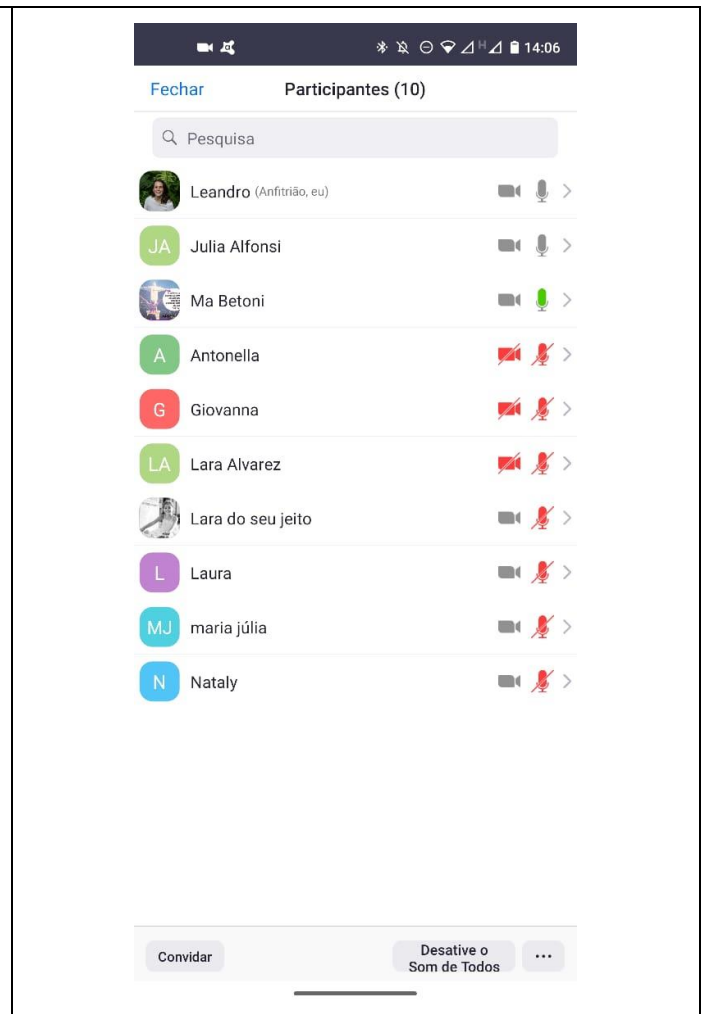 H 14:06
Fechar Participantes (10)
Pesquisa
Leandro (Anfitrião, eu)
JA Julia Alfonsi
Ma Betoni
A Antonella
G Giovanna
LA Lara Alvarez
Lara do seu jeito
L Laura
MJ maria júlia
N Nataly
Convidar
Desative o
Som de Todos
...